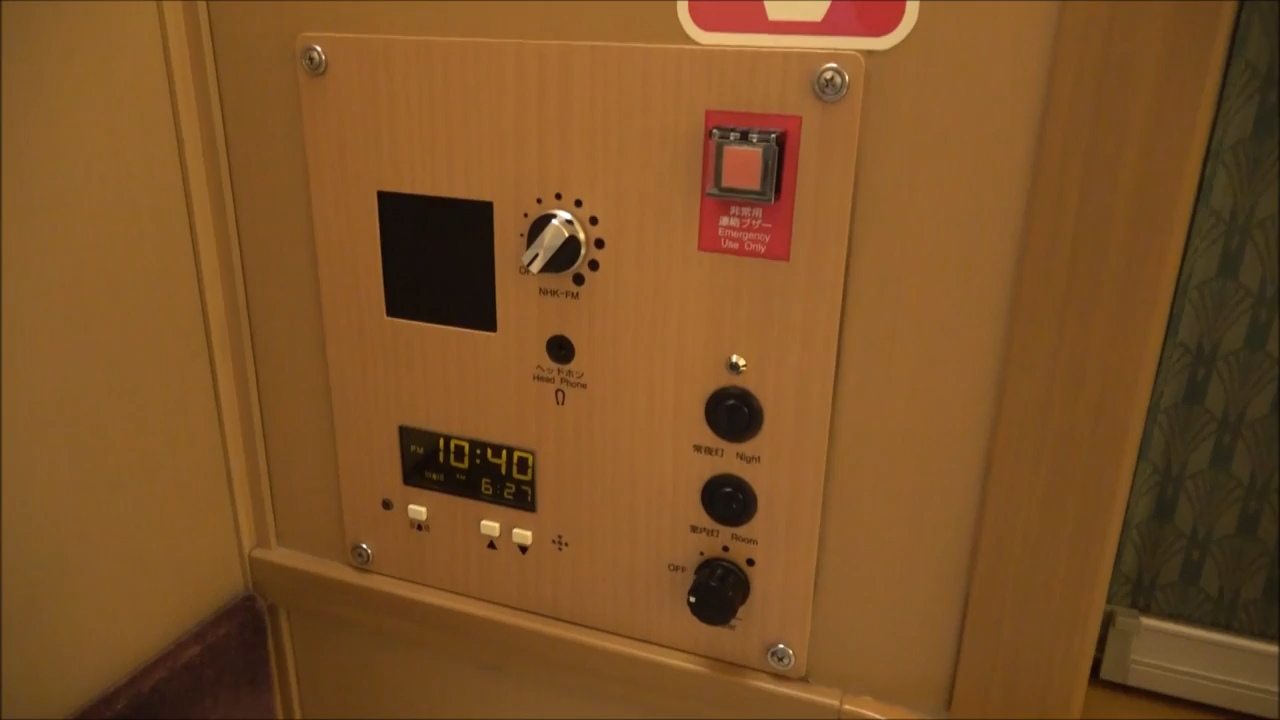 非常用
連絡ブザー
Emergency
Use Only
NHK-FM
ヘッドホン
Head Phone
PM 10:40
6:27
常夜灯 Night
室内灯 Room
OFF